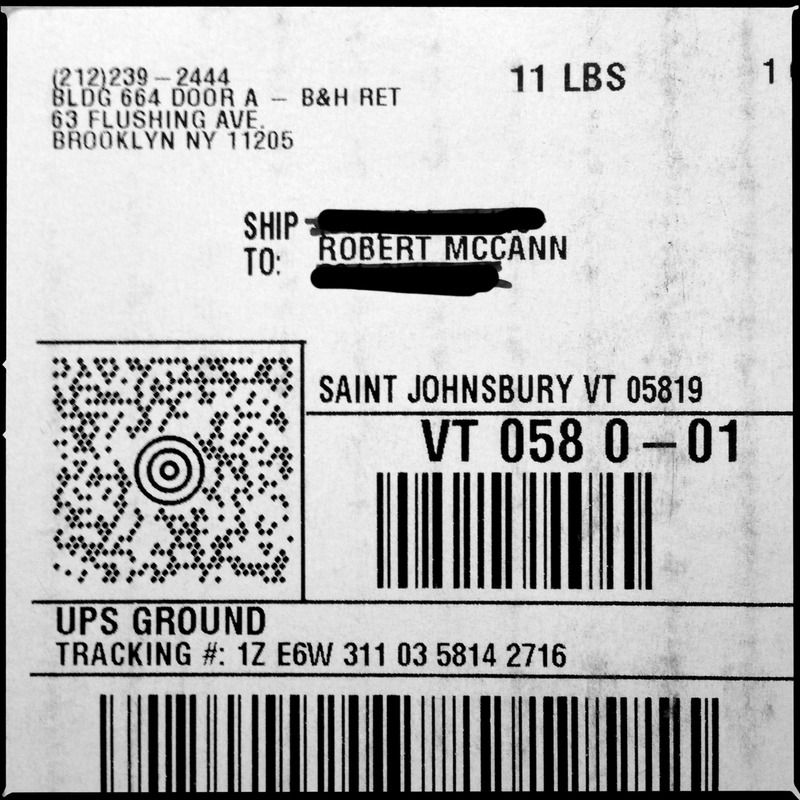 (212)239-2444
BLDG 664 DOOR A - B&H RET
63 FLUSHING AVE.
BROOKLYN NY 11205
11 LBS
1
SHIP
TO:
ROBERT MCCANN
SAINT JOHNSBURY VT 05819
VT 058 0-01
UPS GROUND
TRACKING #: 1Z E6W 311 03 5814 2716